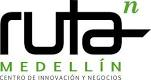 ruta n
MEDELLÍN
CENTRO DE INNOVACIÓN Y NEGOCIOS